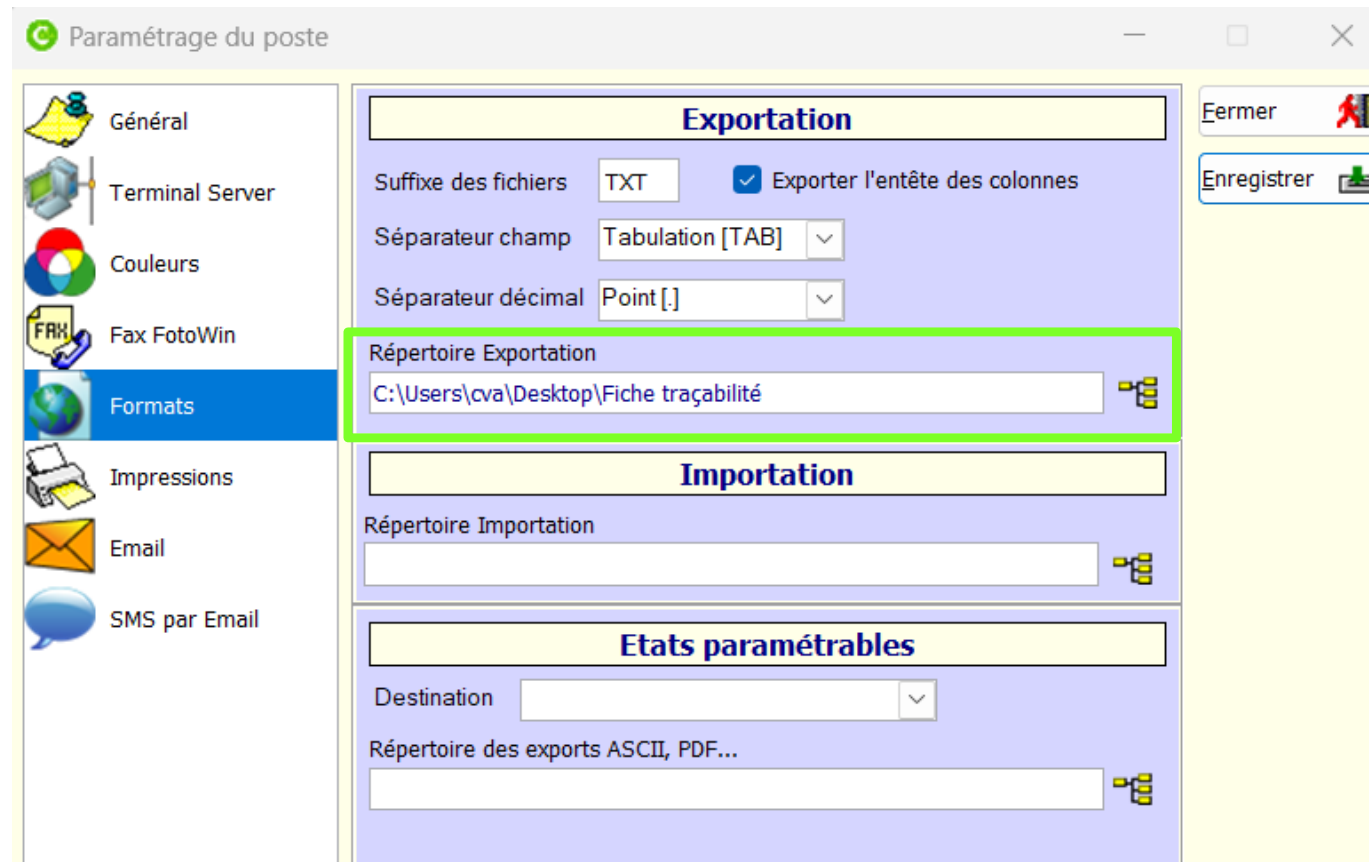 Paramétrage du poste
Général
Terminal Server
Couleurs
FAX
Fax FotoWin
Formats
Impressions
Email
SMS par Email
Exportation
Suffixe des fichiers TXT Exporter l'entête des colonnes
Séparateur champ Tabulation [TAB]
Séparateur décimal Point [.]
Répertoire Exportation
C:\Users\cva\Desktop\Fiche traçabilité
Importation
Répertoire Importation
Etats paramétrables
Destination
Répertoire des exports ASCII, PDF...
Fermer
Enregistrer